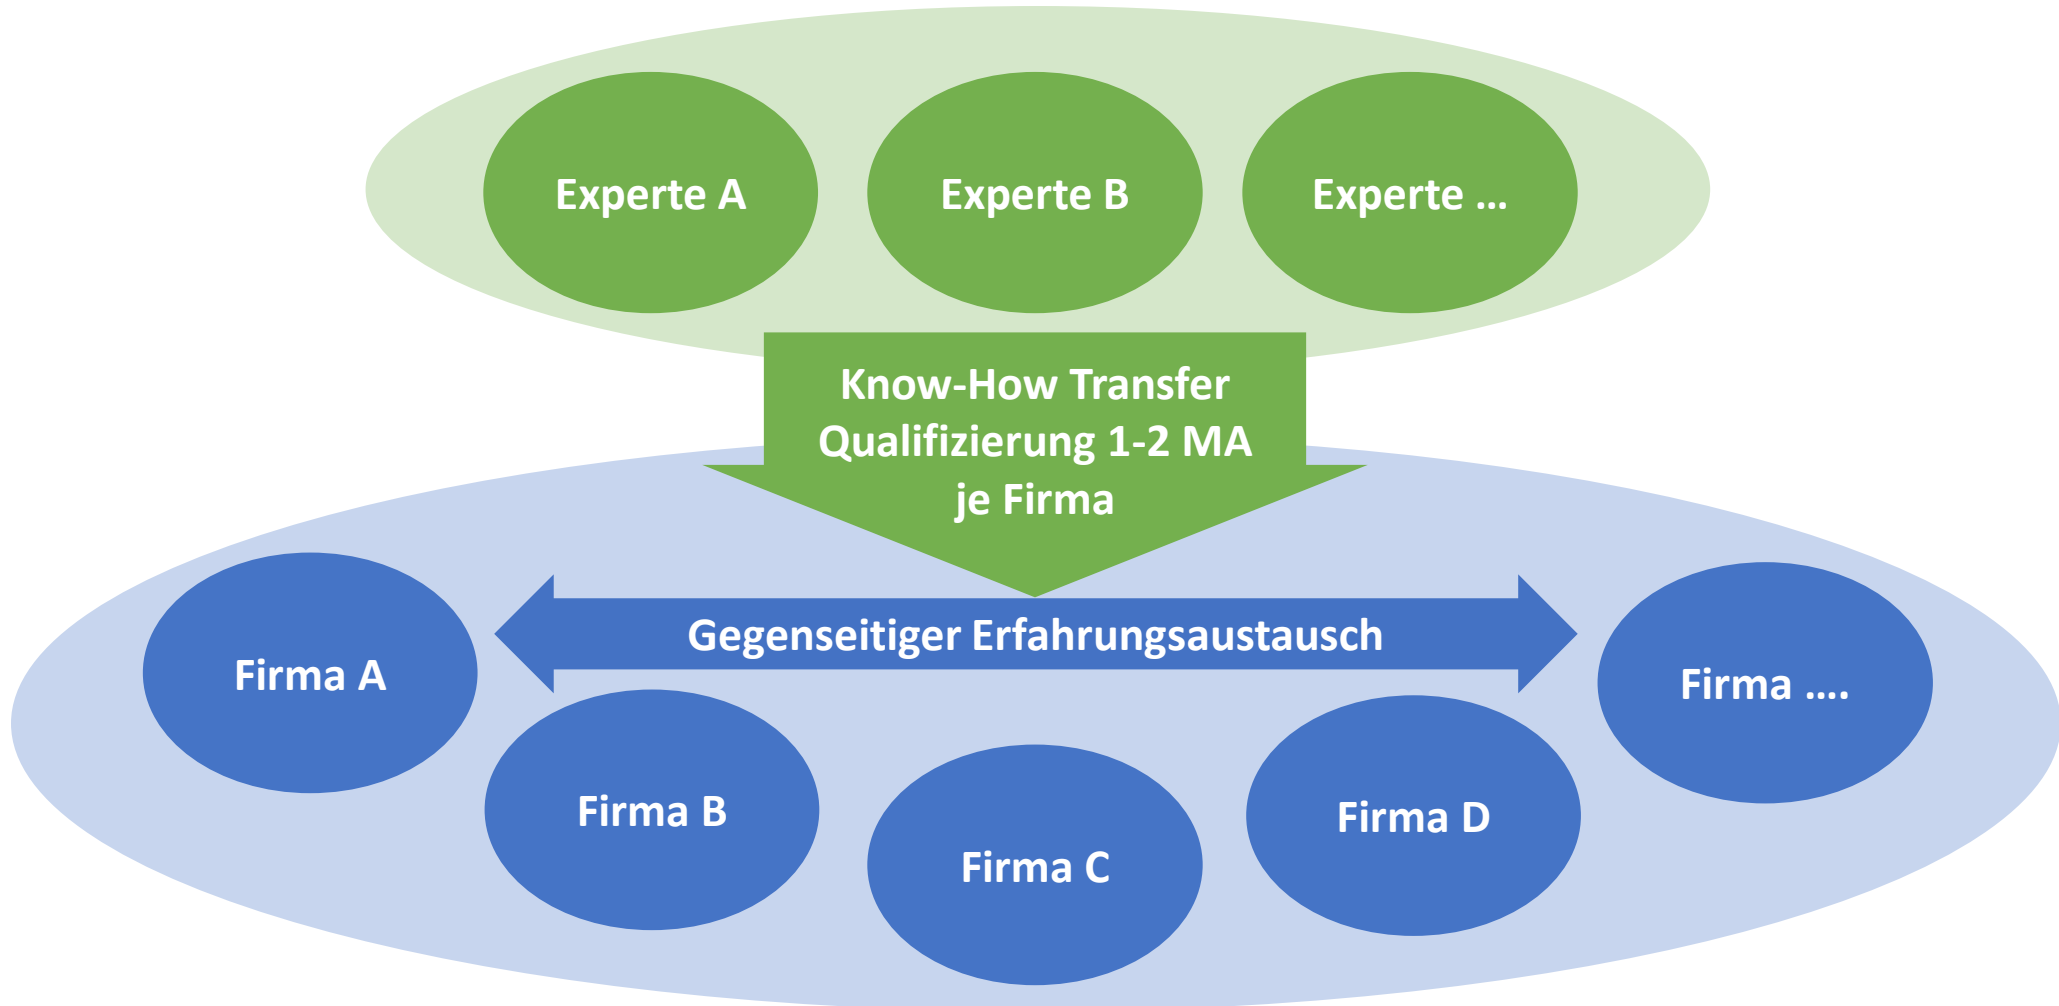 Experte A
Experte B
Experte ...
Know-How Transfer
Qualifizierung 1-2 MA
je Firma
Gegenseitiger Erfahrungsaustausch
Firma A
Firma B
Firma C
Firma D
Firma ....